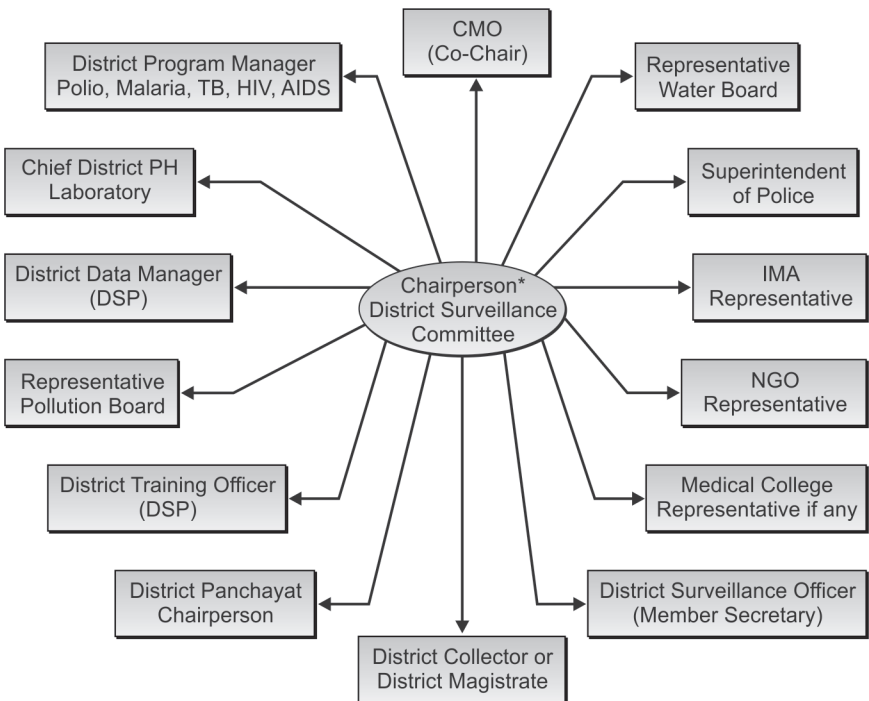 CMO
(Co-Chair)
District Program Manager
Polio, Malaria, TB, HIV, AIDS
Representative
Water Board
Chief District PH
Laboratory
Superintendent
of Police
District Data Manager
(DSP)
IMA
Representative
Chairperson*
District Surveillance
Committee
Representative
Pollution Board
NGO
Representative
District Training Officer
(DSP)
Medical College
Representative if any
District Panchayat
Chairperson
District Surveillance Officer
(Member Secretary)
District Collector or
District Magistrate